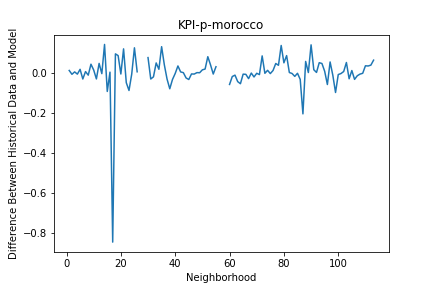 KPI-p-morocco
Difference Between Historical Data and Model
0.0
−0.2
−0.4
−0.6
−0.8
0 20 40 60 80 100
Neighborhood